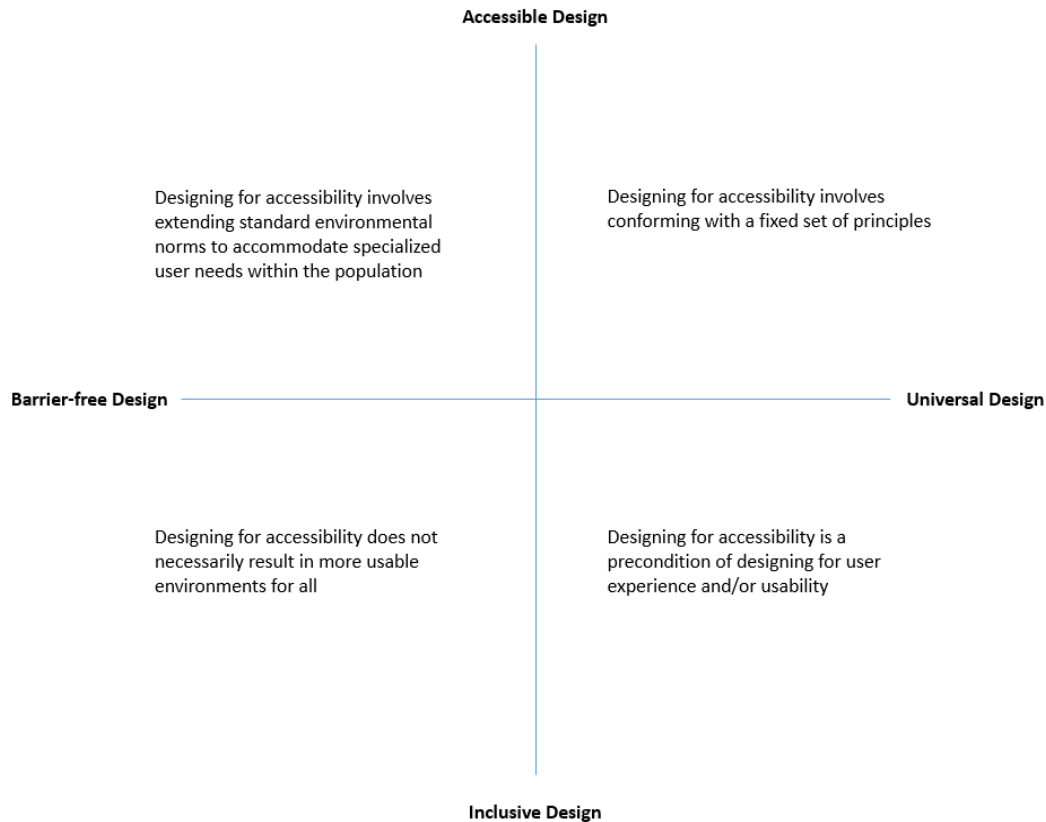 Accessible Design
Designing for accessibility involves
extending standard environmental
norms to accommodate specialized
user needs within the population
Designing for accessibility involves
conforming with a fixed set of principles
Barrier-free Design
Universal Design
Designing for accessibility does not
necessarily result in more usable
environments for all
Designing for accessibility is a
precondition of designing for user
experience and/or usability
Inclusive Design